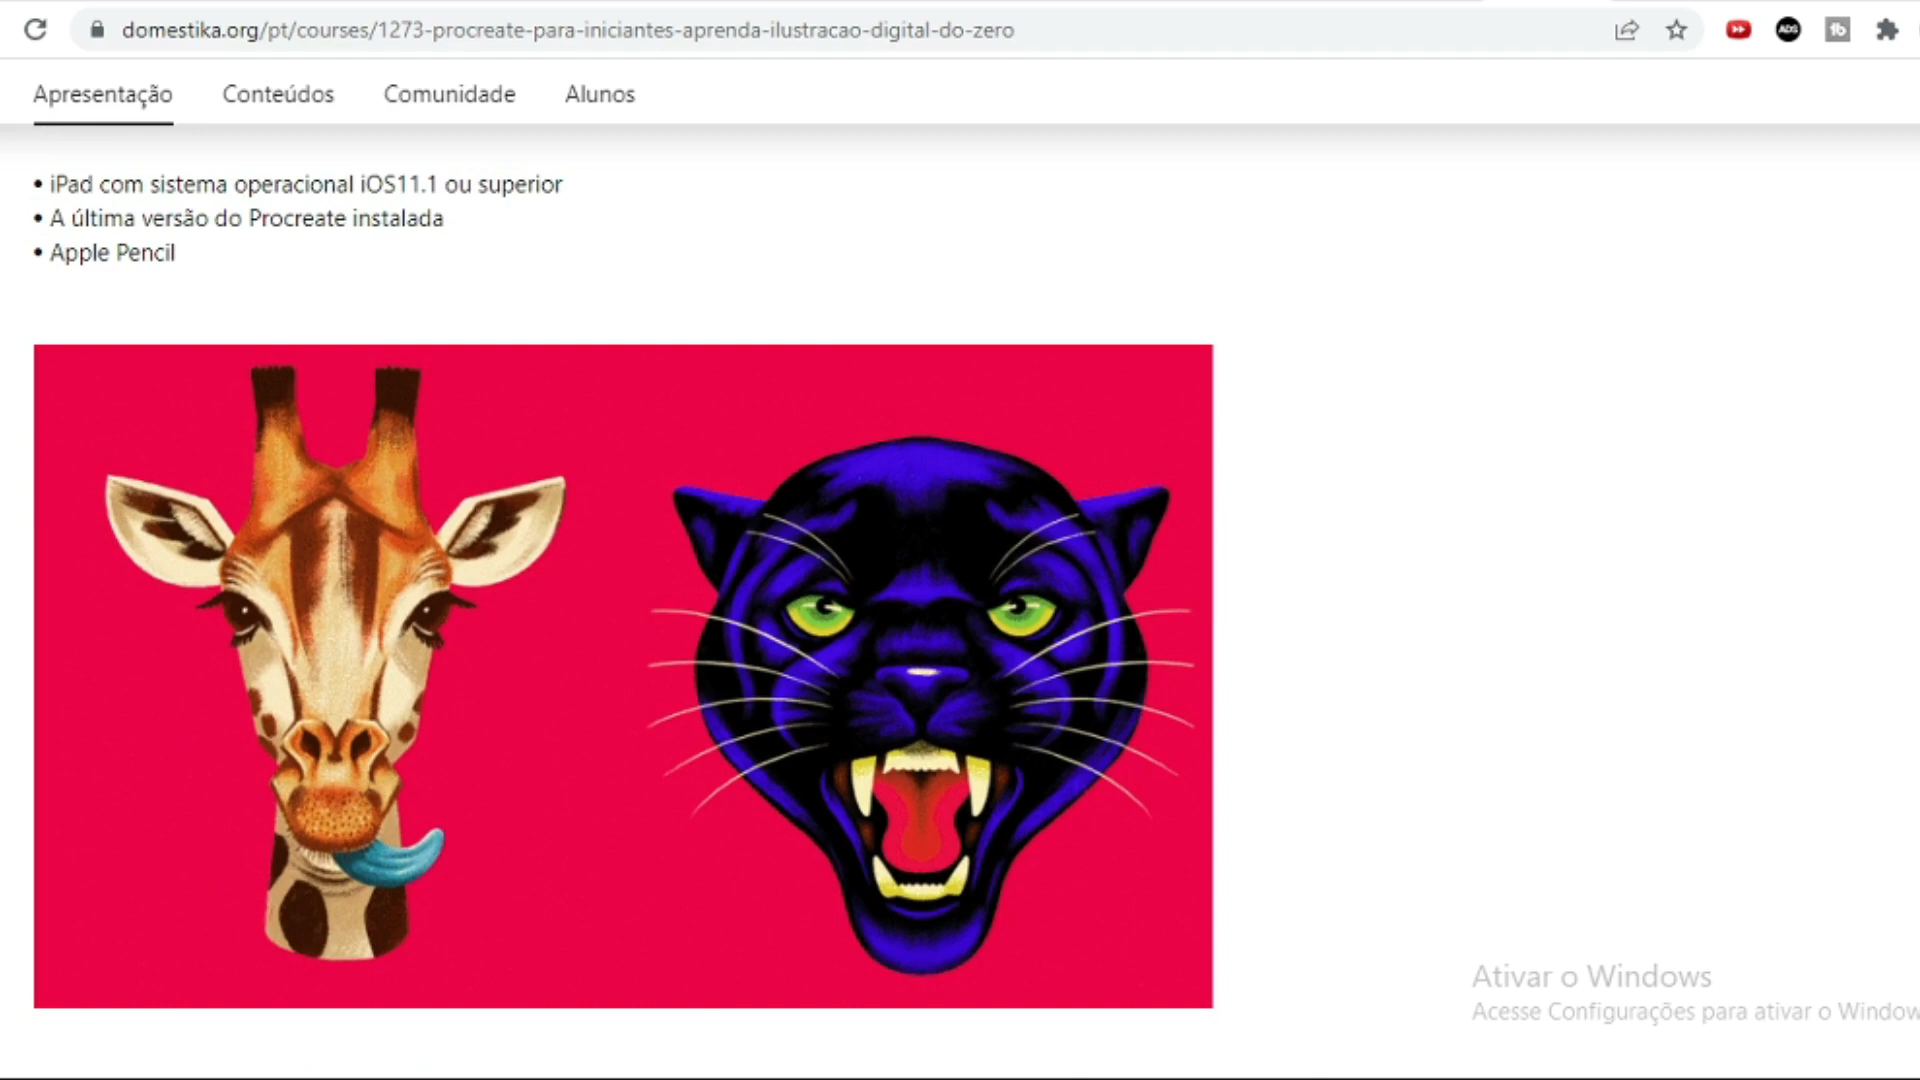 domestika.org/pt/courses/1273-procreate-para-iniciantes-aprenda-ilustracao-digital-do-zero
ADS
Apresentação Conteúdos Comunidade Alunos
• iPad com sistema operacional iOS11.1 ou superior
• A última versão do Procreate instalada
• Apple Pencil
Ativar o Windows
Acesse Configurações para ativar o Window